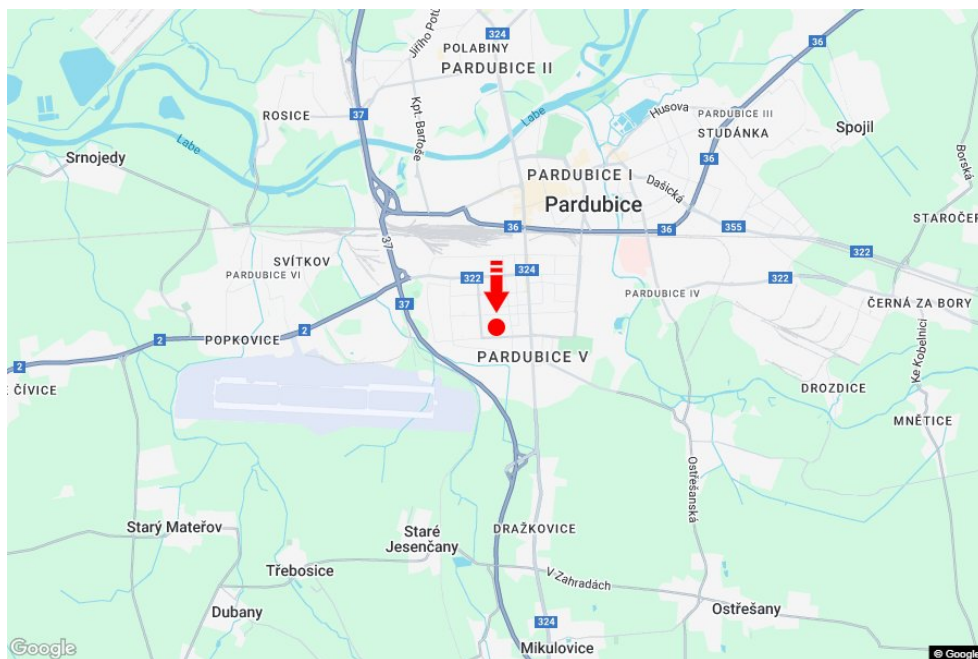 324
Jiřího Potů
POLABINY
PARDUBICE II
36
37
Kpt. Bartoše
ROSICE
Labe
Husova
PARDUBICE III
STUDÁNKA
Spojil
Borská
Labe
Srnojedy
36
PARDUBICE I
Dašická
Pardubice
36
36
355
STAROČER
37
322
SVÍTKOV
PARDUBICE VI
322
324
322
PARDUBICE IV
ČERNÁ ZA BORY
37
2
2
POPKOVICE
PARDUBICE V
Ke Kobelnici
2
ČÍVICE
DROZDICE
MNĚTICE
Ostřešanská
Starý Mateřov
Staré
Jesenčany
DRAŽKOVICE
Třebosice
V Zahradách
Dubany
Ostřešany
324
Mikulovice
Google
© Google